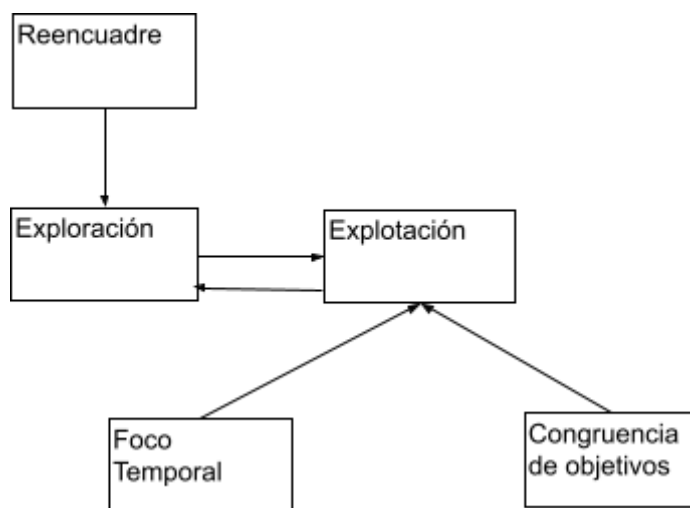 Reencuadre
Exploración
Explotación
Foco
Temporal
Congruencia
de objetivos